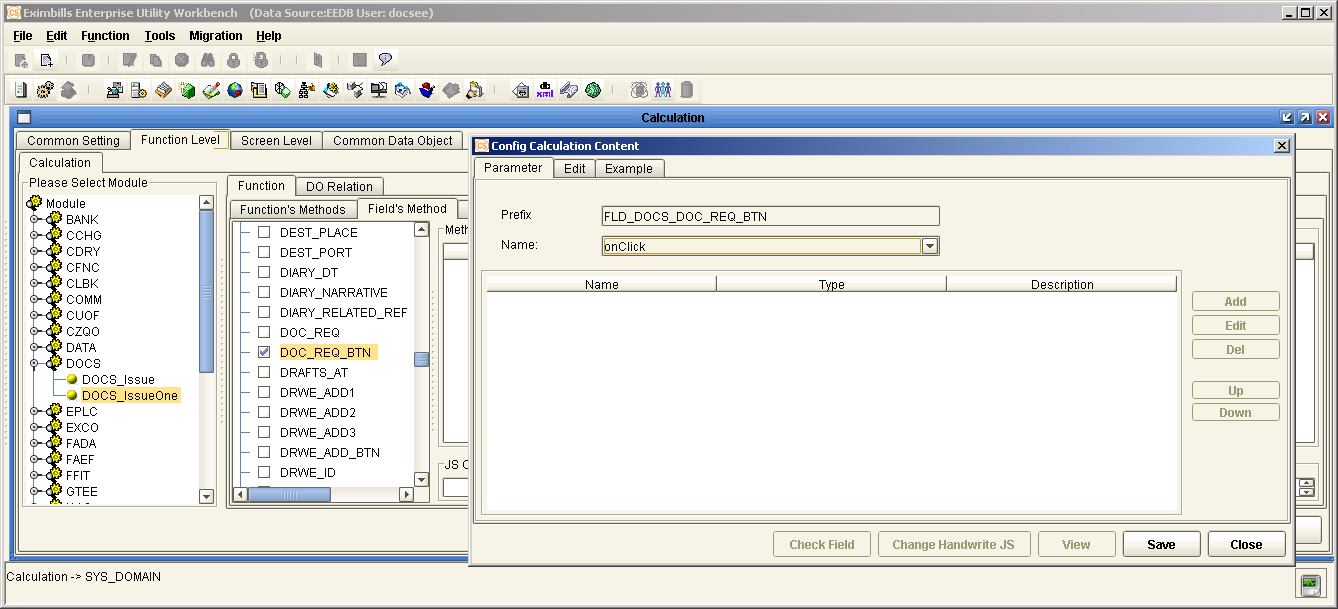 Eximbills Enterprise Utility Workbench (Data Source:EEDB User: docsee)
File Edit Function Tools Migration Help
Calculation
Common Setting Function Level Screen Level Common Data Object
Calculation
Please Select Module
Module
BANK
CCHG
CDRY
CFNC
CLBK
COMM
CUOF
CZQO
DATA
DOCS
DOCS_Issue
DOCS_IssueOne
EPLC
EXCO
FADA
FAEF
FFIT
GTEE
Function DO Relation
Function's Methods Field's Method
DEST_PLACE
DEST_PORT
DIARY_DT
DIARY_NARRATIVE
DIARY_RELATED_REF
DOC_REQ
DOC_REQ_BTN
DRAFTS_AT
DRWE_ADD1
DRWE_ADD2
DRWE_ADD3
DRWE_ADD_BTN
DRWE_ID
Config Calculation Content
Parameter Edit Example
Prefix FLD_DOCS_DOC_REQ_BTN
Name: onClick
Name Type Description
Add
Edit
Del
Up
Down
Check Field Change Handwrite JS View Save Close
Calculation -> SYS_DOMAIN